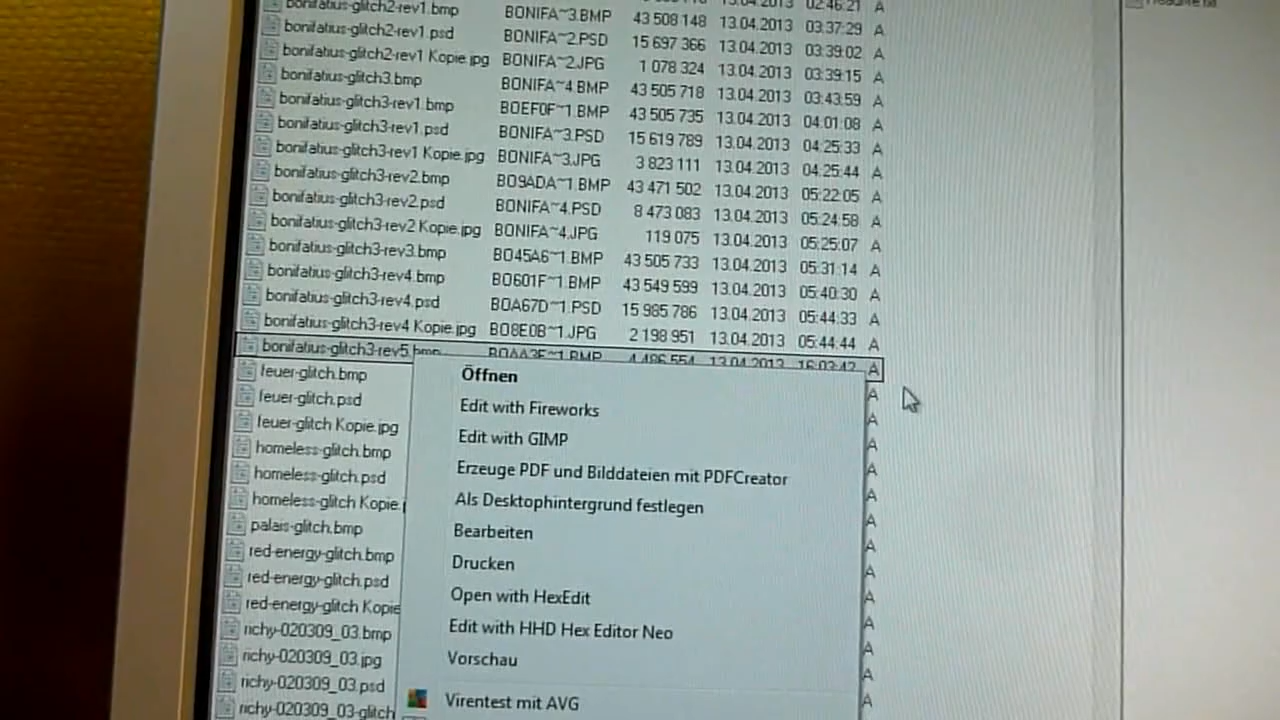 bonifatius-glitch2-rev1.bmp BONIFA~3.BMP 43 508 148 13.04.2013 02:46:21 A
bonifatius-glitch2-rev1.psd BONIFA~2.PSD 15 697 366 13.04.2013 03:37:29 A
bonifatius-glitch2-rev1 Kopie.jpg BONIFA~2.JPG 1 078 324 13.04.2013 03:39:02 A
bonifatius-glitch3.bmp BONIFA~4.BMP 43 505 718 13.04.2013 03:39:15 A
bonifatius-glitch3-rev1.bmp BOEF0F~1.BMP 43 505 735 13.04.2013 03:43:59 A
bonifatius-glitch3-rev1.psd BONIFA~3.PSD 15 619 789 13.04.2013 04:01:08 A
bonifatius-glitch3-rev1 Kopie.jpg BONIFA~3.JPG 3 823 111 13.04.2013 04:25:33 A
bonifatius-glitch3-rev2.bmp BO9ADA~1.BMP 43 471 502 13.04.2013 04:25:44 A
bonifatius-glitch3-rev2.psd BONIFA~4.PSD 8 473 083 13.04.2013 05:22:05 A
bonifatius-glitch3-rev2 Kopie.jpg BONIFA~4.JPG 119 075 13.04.2013 05:24:58 A
bonifatius-glitch3-rev3.bmp BO45A6~1.BMP 43 505 733 13.04.2013 05:25:07 A
bonifatius-glitch3-rev4.bmp BO601F~1.BMP 43 549 599 13.04.2013 05:31:14 A
bonifatius-glitch3-rev4.psd BOA67D~1.PSD 15 985 786 13.04.2013 05:40:30 A
bonifatius-glitch3-rev4 Kopie.jpg BO8E0B~1.JPG 2 198 951 13.04.2013 05:44:33 A
05:44:44 A
bonifatius-glitch3-rev5.bmp BOAA3F~1.BMP 4 486 554 13.04.2013 16:03:42 A
feuer-glitch.bmp
feuer-glitch.psd
feuer-glitch Kopie.jpg
homeless-glitch.bmp
homeless-glitch.psd
homeless-glitch Kopie.j
palais-glitch.bmp
red-energy-glitch.bmp
red-energy-glitch.psd
red-energy-glitch Kopie
richy-020309_03.bmp
richy-020309_03.jpg
richy-020309_03.psd
richy-020309_03-glitch
Öffnen
Edit with Fireworks
Edit with GIMP
Erzeuge PDF und Bilddateien mit PDFCreator
Als Desktophintergrund festlegen
Bearbeiten
Drucken
Open with HexEdit
Edit with HHD Hex Editor Neo
Vorschau
Virentest mit AVG